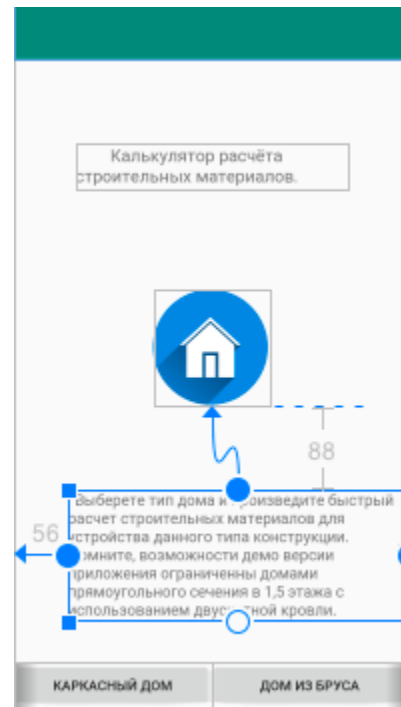 Калькулятор расчёта
строительных материалов.
88
Выберете тип дома и произведите быстрый
расчет строительных материалов для
56
устройства данного типа конструкции.
Помните, возможности демо версии
приложения ограниченны домами
прямоугольного сечения в 1,5 этажа с
использованием двускатной кровли.
КАРКАСНЫЙ ДОМ
ДОМ ИЗ БРУСА